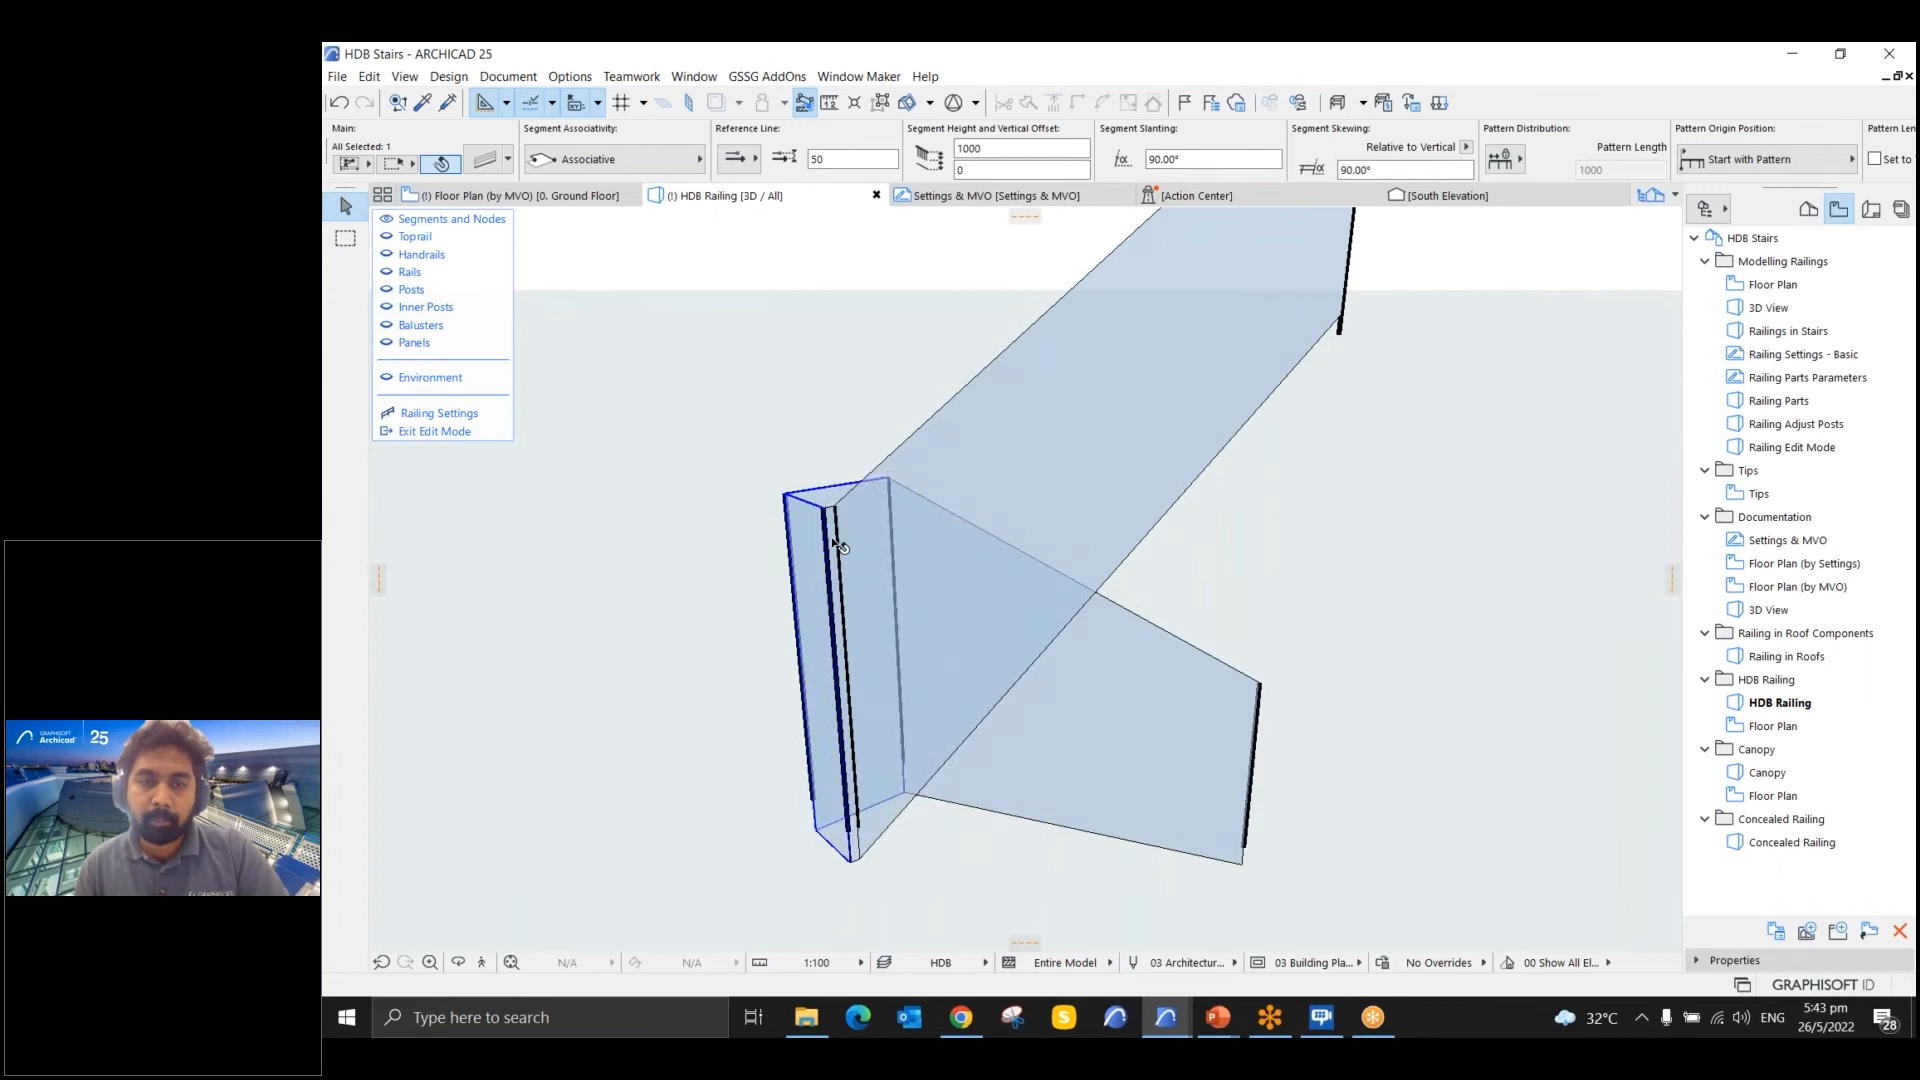 HDB Stairs - ARCHICAD 25
File Edit View Design Document Options Teamwork Window GSSG AddOns Window Maker Help
Main:
All Selected: 1
Segment Associativity:
Associative
Reference Line:
50
Segment Height and Vertical Offset:
1000
0
Segment Slanting:
90.00°
Segment Skewing:
Relative to Vertical
90.00°
Pattern Distribution:
Pattern Length
1000
Pattern Origin Position:
Start with Pattern
Pattern Len
Set to
(!) Floor Plan (by MVO) [0. Ground Floor]
(!) HDB Railing [3D / All]
Settings & MVO [Settings & MVO]
[Action Center]
[South Elevation]
Segments and Nodes
Toprail
Handrails
Rails
Posts
Inner Posts
Balusters
Panels
Environment
Railing Settings
Exit Edit Mode
HDB Stairs
Modelling Railings
Floor Plan
3D View
Railings in Stairs
Railing Settings - Basic
Railing Parts Parameters
Railing Parts
Railing Adjust Posts
Railing Edit Mode
Tips
Tips
Documentation
Settings & MVO
Floor Plan (by Settings)
Floor Plan (by MVO)
3D View
Railing in Roof Components
Railing in Roofs
HDB Railing
HDB Railing
Floor Plan
Canopy
Canopy
Floor Plan
Concealed Railing
Concealed Railing
Properties
GRAPHISOFT ID
N/A
N/A
1:100
HDB
Entire Model
03 Architectur...
03 Building Pla...
No Overrides
00 Show All El...
GRAPHISOFT
Archicad
25
GRAPHISOFT
Type here to search
32°C
ENG
5:43 pm
26/5/2022
28